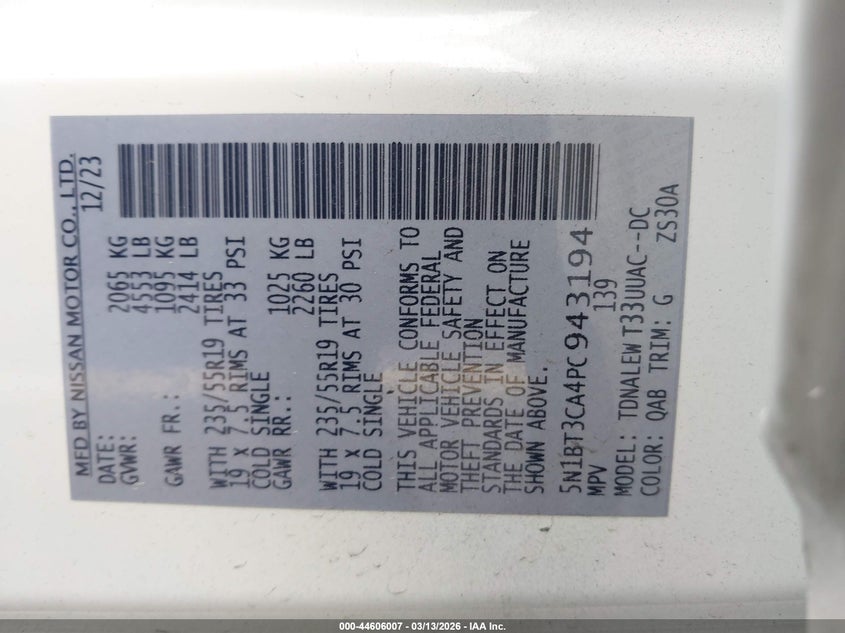 MFD BY NISSAN MOTOR CO., LTD.
DATE: 12/23
GVWR: 2065 KG
4553 LB
GAWR FR.: 1095 KG
2414 LB
WITH 235/55R19 TIRES
19 X 7.5 RIMS AT 33 PSI
COLD SINGLE
GAWR RR.: 1025 KG
2260 LB
WITH 235/55R19 TIRES
19 X 7.5 RIMS AT 30 PSI
COLD SINGLE
THIS VEHICLE CONFORMS TO
ALL APPLICABLE FEDERAL
MOTOR VEHICLE SAFETY AND
THEFT PREVENTION
STANDARDS IN EFFECT ON
THE DATE OF MANUFACTURE
SHOWN ABOVE.
5N1BT3CA4PC943194
MPV 139
MODEL: TDNALEW T33UUAC--DC
COLOR: QAB TRIM: G ZS30A
000-44606007 - 03/13/2026 - IAA Inc.